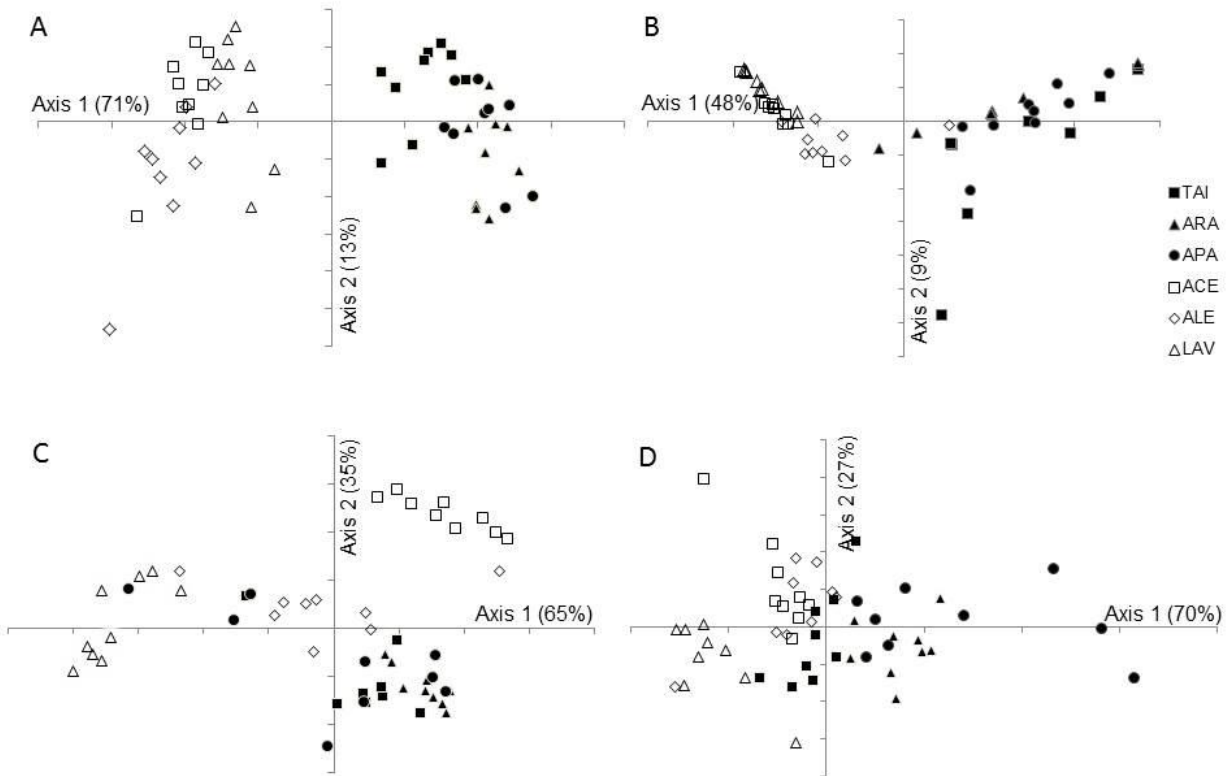 A
Axis 1 (71%)
Axis 2 (13%)
B
Axis 1 (48%)
Axis 2 (9%)
TAI
ARA
APA
ACE
ALE
LAV
C
Axis 2 (35%)
Axis 1 (65%)
D
Axis 2 (27%)
Axis 1 (70%)